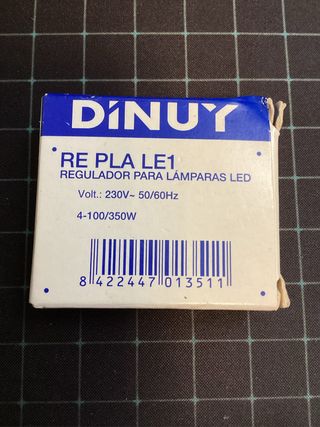 DiNUY
RE PLA LE1
REGULADOR PARA LÁMPARAS LED
Volt.: 230V~ 50/60Hz
4-100/350W
8 422447 013511